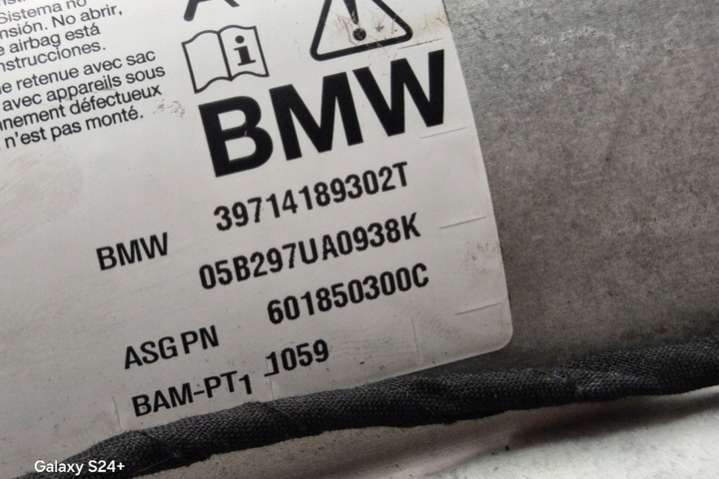 Sistema no
nsión. No abrir,
e airbag está
nstrucciones.
e retenue avec sac
avec appareils sous
nnement défectueux
n'est pas monté.
BMW
BMW 39714189302T
05B297UA0938K
ASG PN 601850300C
BAM-PT1 1059
Galaxy S24+